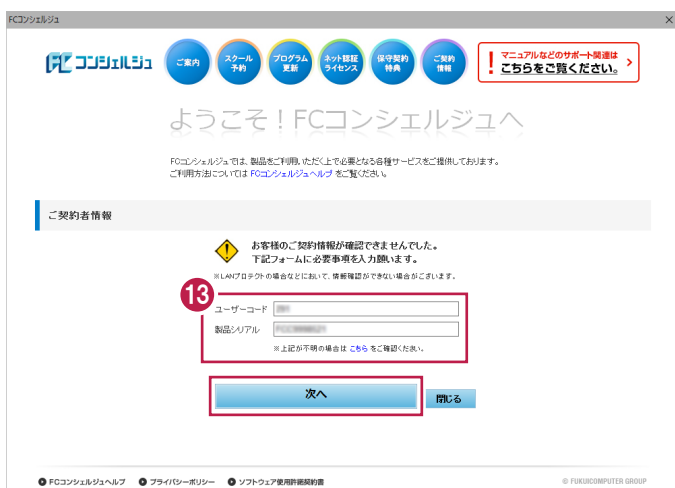 FCコンシェルジュ
FC コンシェルジュ
ご案内
スクール
予約
プログラム
更新
ネット認証
ライセンス
保守契約
特典
ご契約
情報
! マニュアルなどのサポート関連は
こちらをご覧ください。
ようこそ！FCコンシェルジュへ
FCコンシェルジュでは、製品をご利用いただく上で必要となる各種サービスをご提供しております。
ご利用方法については FCコンシェルジュヘルプ をご覧ください。
ご契約者情報
お客様のご契約情報が確認できませんでした。
下記フォームに必要事項を入力願います。
※LANプロテクトの場合などにおいて、情報確認ができない場合がございます。
13
ユーザーコード
製品シリアル
※上記が不明の場合は こちら をご確認ください。
次へ
閉じる
FCコンシェルジュヘルプ プライバシーポリシー ソフトウェア使用許諾契約書
© FUKUICOMPUTER GROUP